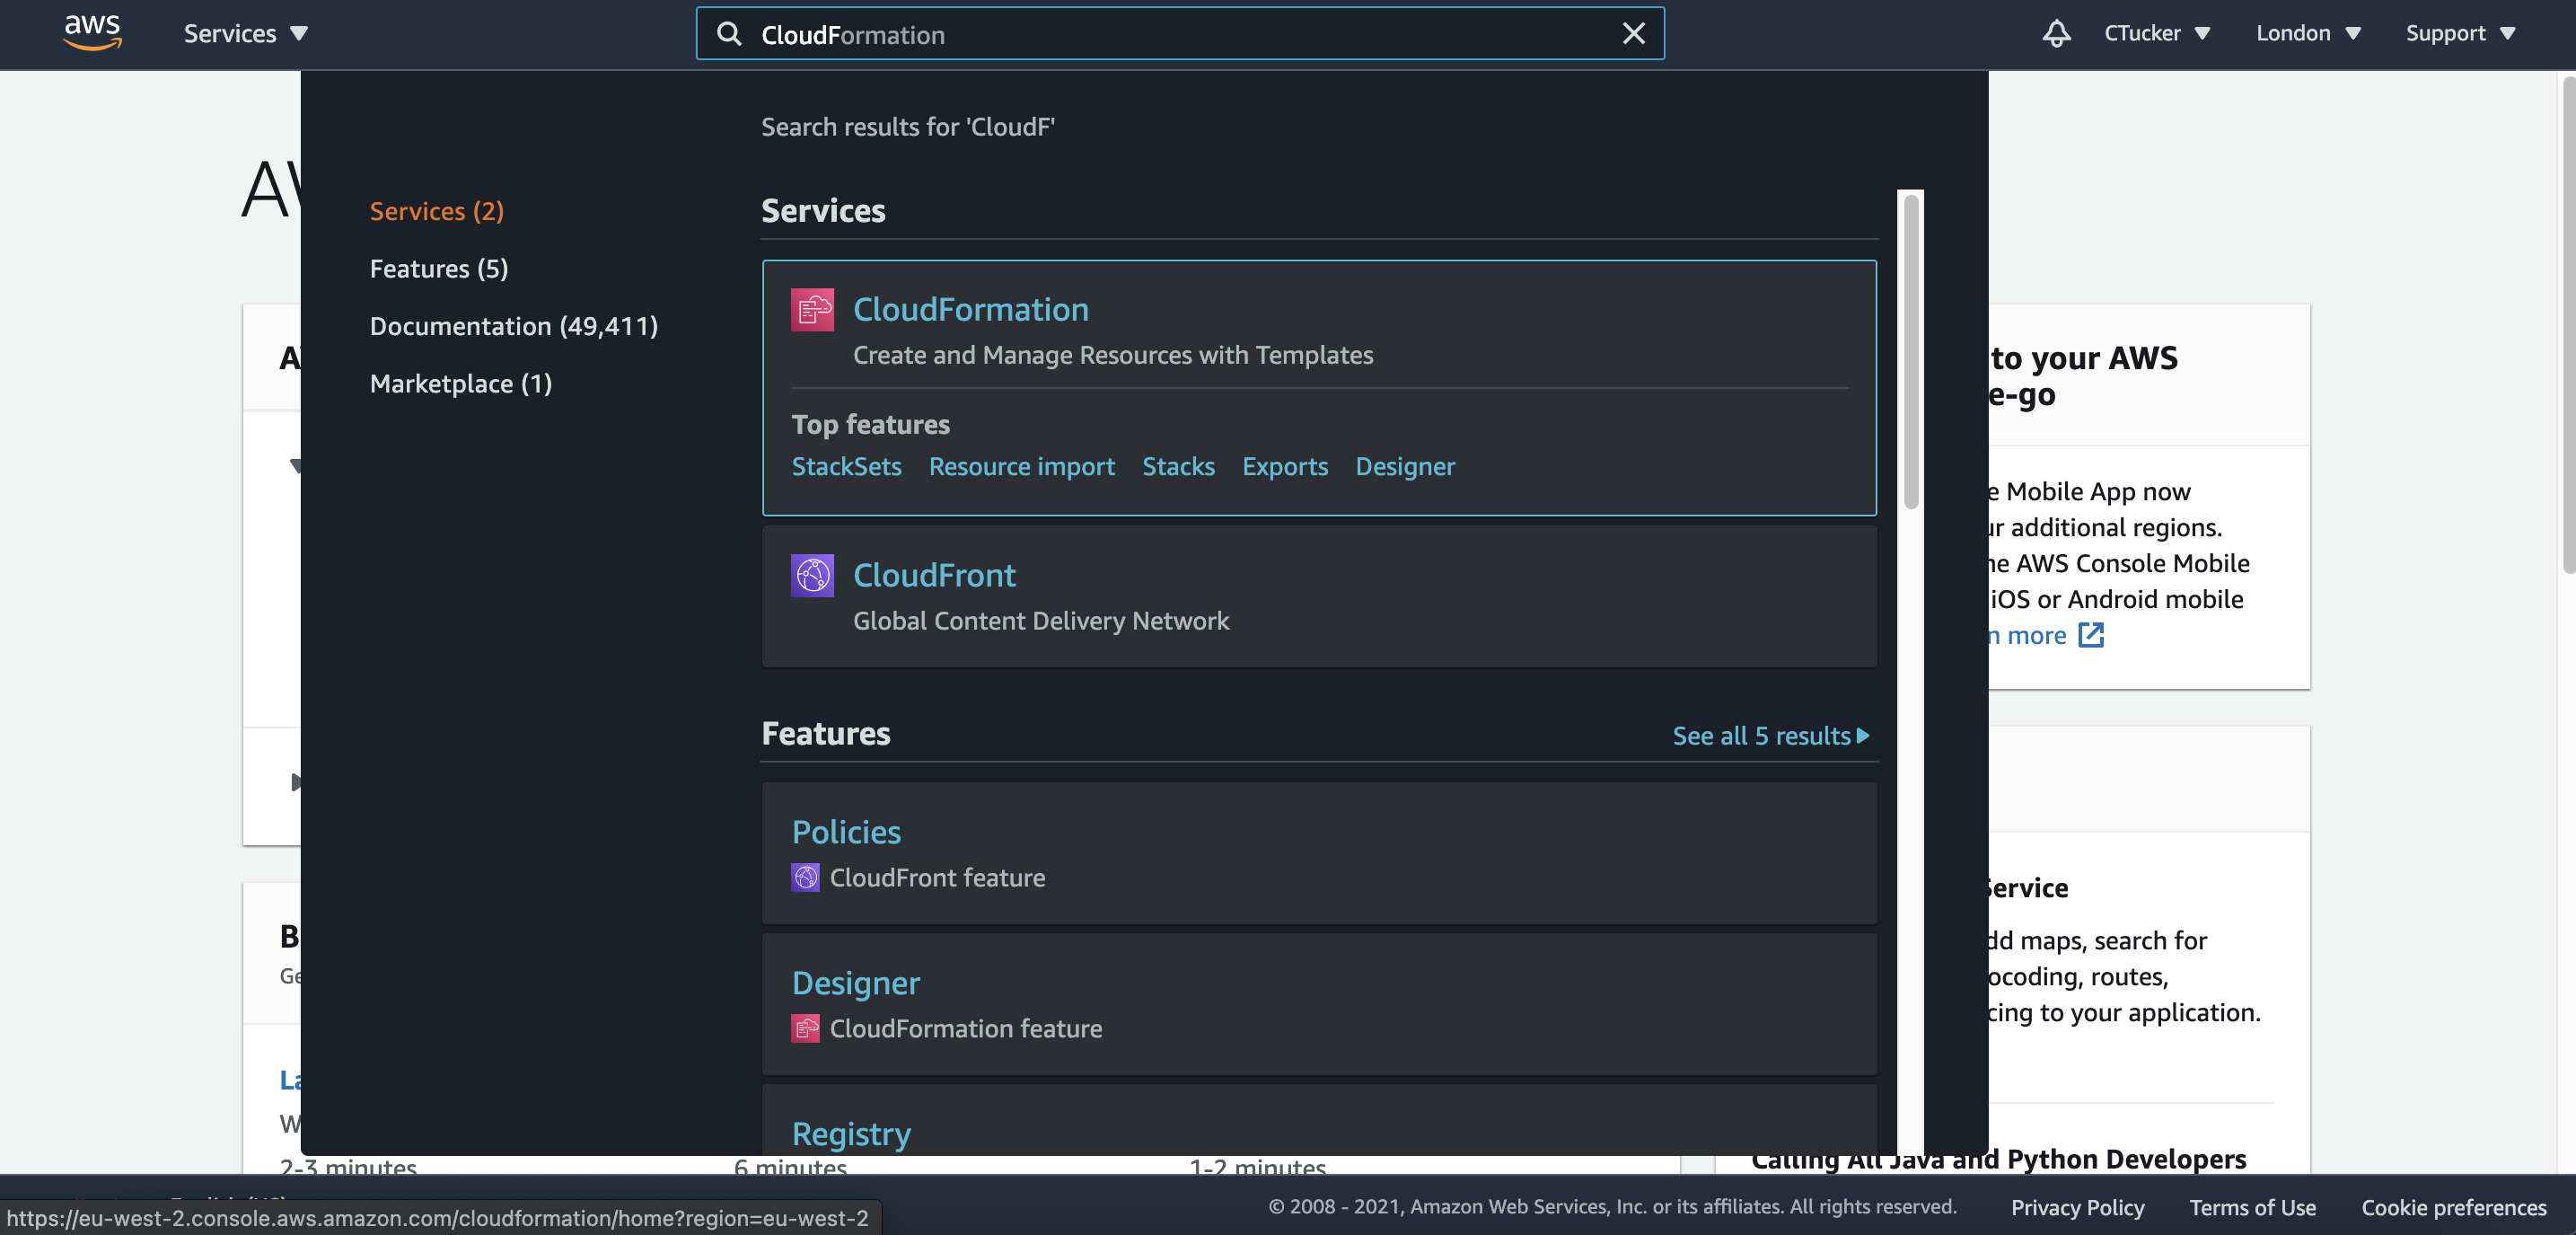 aws
Services
CloudFormation
CTucker
London
Support
Search results for 'CloudF'
Services (2)
Features (5)
Documentation (49,411)
Marketplace (1)
Services
CloudFormation
Create and Manage Resources with Templates
Top features
StackSets Resource import Stacks Exports Designer
CloudFront
Global Content Delivery Network
Features
See all 5 results
Policies
CloudFront feature
Designer
CloudFormation feature
Registry
to your AWS
e-go
e Mobile App now
additional regions.
AWS Console Mobile
iOS or Android mobile
n more
Service
dd maps, search for
ocoding, routes,
cing to your application.
Calling All Java and Python Developers
B
Ge
La
W
2-3 minutes
6 minutes
1-2 minutes
https://eu-west-2.console.aws.amazon.com/cloudformation/home?region=eu-west-2
© 2008 - 2021, Amazon Web Services, Inc. or its affiliates. All rights reserved.
Privacy Policy
Terms of Use
Cookie preferences